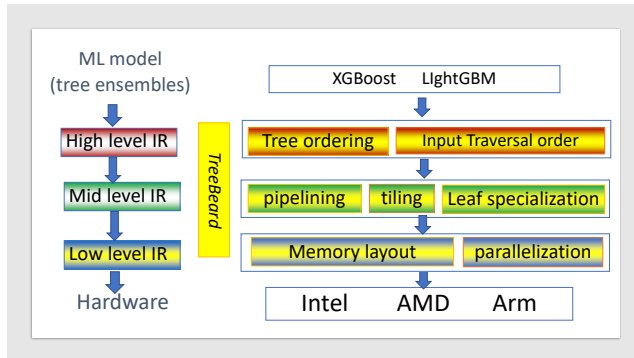 ML model
(tree ensembles)
High level IR
Mid level IR
Low level IR
Hardware
TreeBeard
XGBoost LIghtGBM
Tree ordering Input Traversal order
pipelining tiling Leaf specialization
Memory layout parallelization
Intel AMD Arm